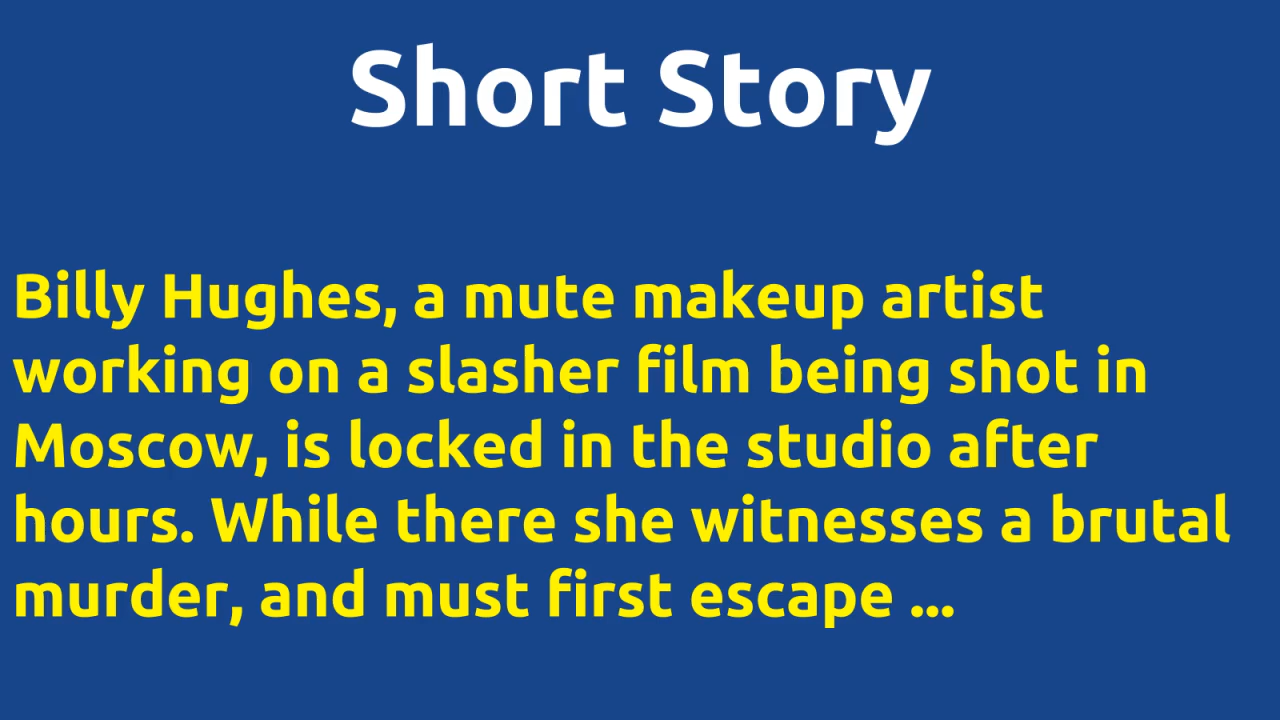 Short Story
Billy Hughes, a mute makeup artist
working on a slasher film being shot in
Moscow, is locked in the studio after
hours. While there she witnesses a brutal
murder, and must first escape ...